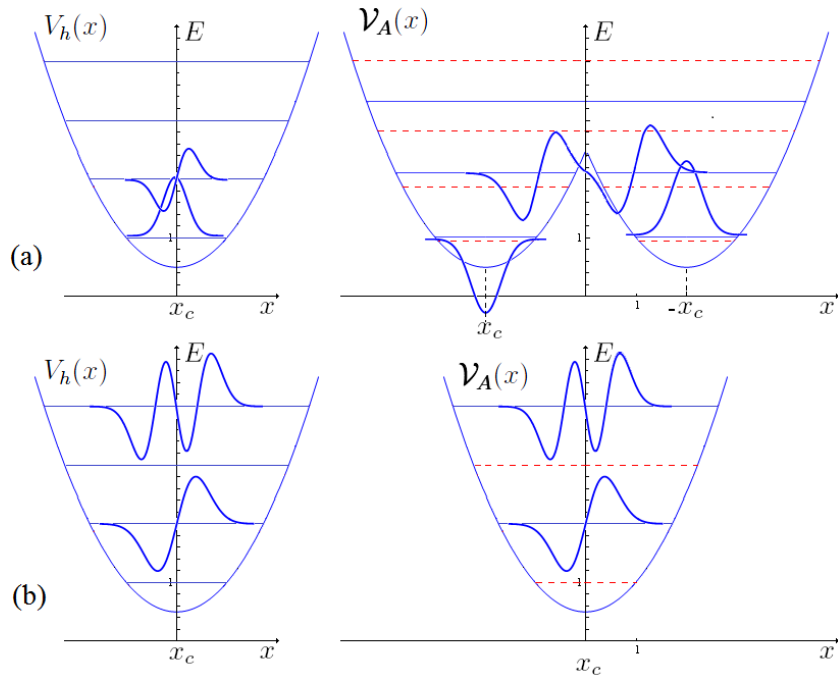 V_h(x) E 𝒱_A(x) E
1 1
(a)
x_c x x_c 1 -x_c x
V_h(x) E 𝒱_A(x) E
1 1
(b)
x_c x x_c 1 x